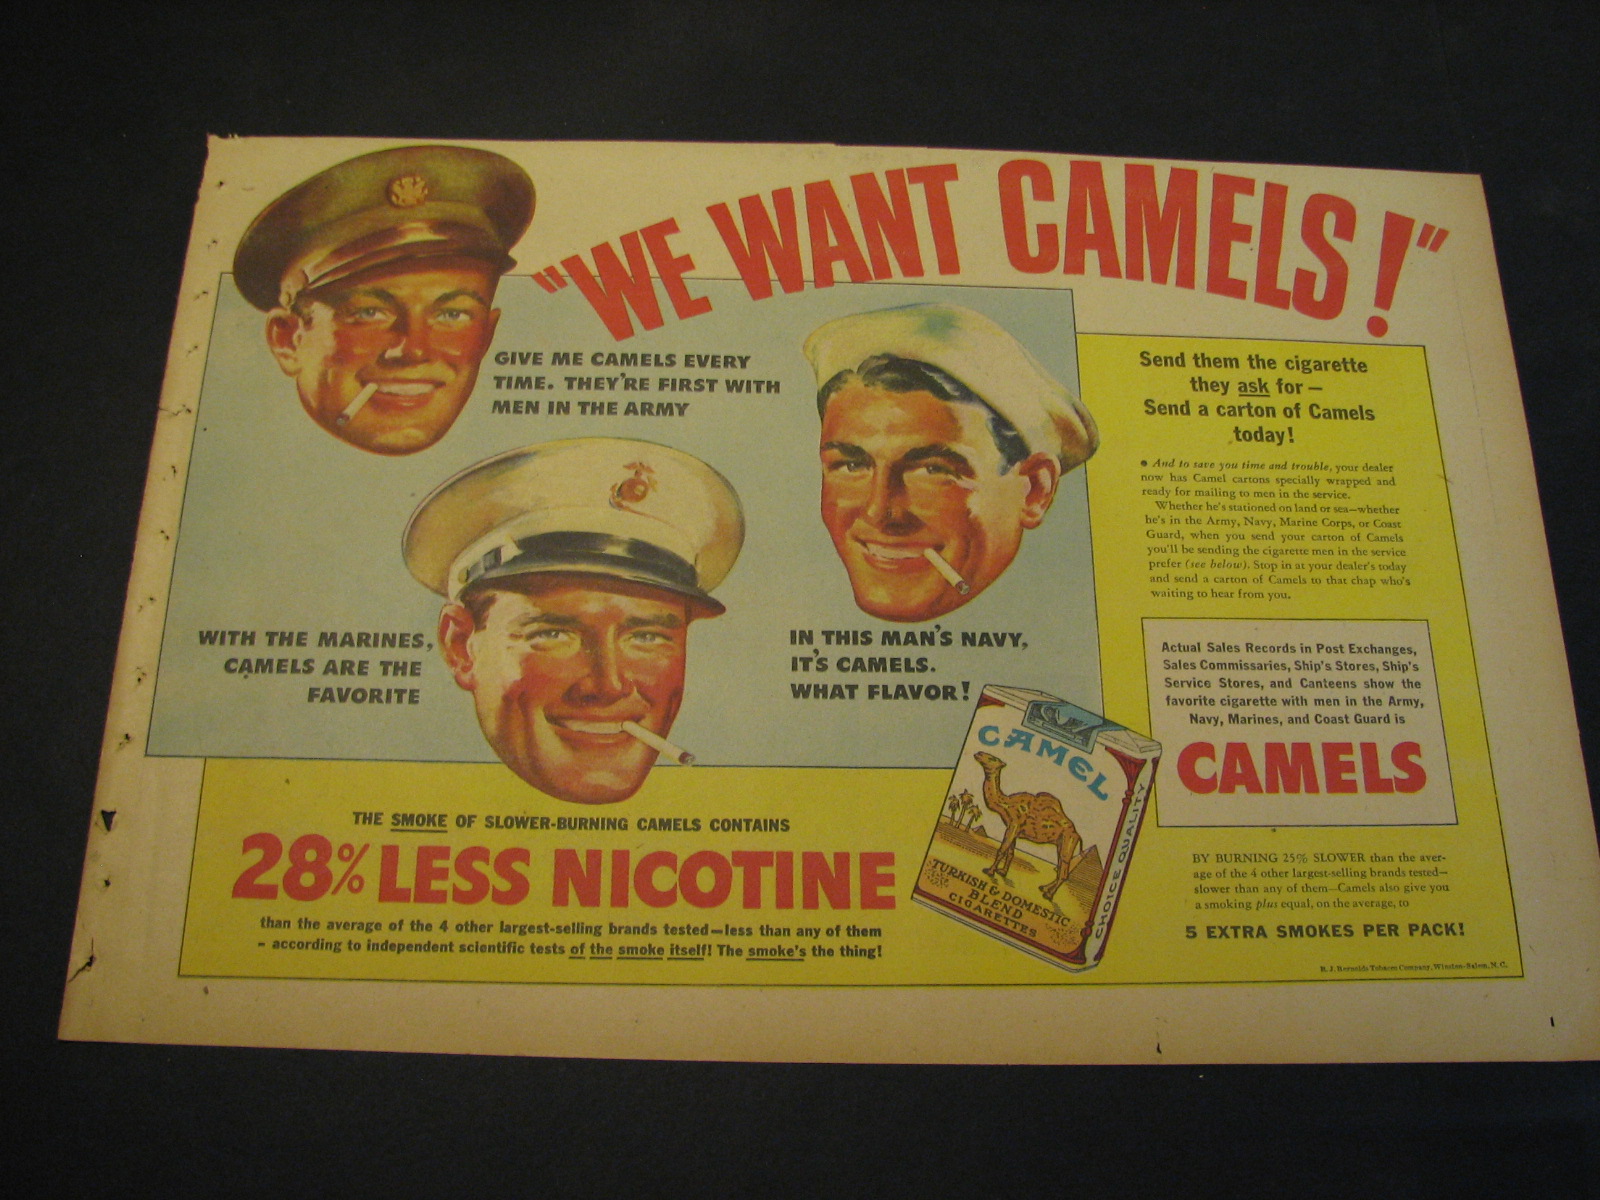 "WE WANT CAMELS!"
GIVE ME CAMELS EVERY
TIME. THEY'RE FIRST WITH
MEN IN THE ARMY
WITH THE MARINES,
CAMELS ARE THE
FAVORITE
IN THIS MAN'S NAVY,
IT'S CAMELS.
WHAT FLAVOR!
Send them the cigarette
they ask for —
Send a carton of Camels
today!
• And to save you time and trouble, your dealer
now has Camel cartons specially wrapped and
ready for mailing to men in the service.
Whether he's stationed on land or sea—whether
he's in the Army, Navy, Marine Corps, or Coast
Guard, when you send your carton of Camels
you'll be sending the cigarette men in the service
prefer (see below). Stop in at your dealer's today
and send a carton of Camels to that chap who's
waiting to hear from you.
Actual Sales Records in Post Exchanges,
Sales Commissaries, Ship's Stores, Ship's
Service Stores, and Canteens show the
favorite cigarette with men in the Army,
Navy, Marines, and Coast Guard is
CAMELS
THE SMOKE OF SLOWER-BURNING CAMELS CONTAINS
28% LESS NICOTINE
than the average of the 4 other largest-selling brands tested—less than any of them
– according to independent scientific tests of the smoke itself! The smoke's the thing!
CAMEL
TURKISH & DOMESTIC
BLEND
CIGARETTES
CHOICE QUALITY
BY BURNING 25% SLOWER than the aver-
age of the 4 other largest-selling brands tested—
slower than any of them—Camels also give you
a smoking plus equal, on the average, to
5 EXTRA SMOKES PER PACK!
R. J. Reynolds Tobacco Company, Winston-Salem, N. C.